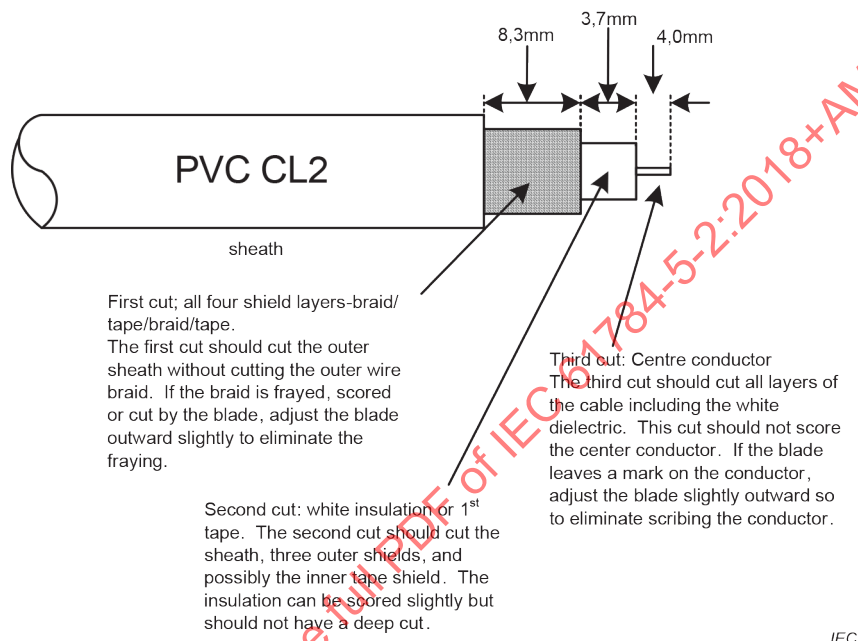 8,3mm
3,7mm
4,0mm
PVC CL2
sheath
First cut; all four shield layers-braid/
tape/braid/tape.
The first cut should cut the outer
sheath without cutting the outer wire
braid. If the braid is frayed, scored
or cut by the blade, adjust the blade
outward slightly to eliminate the
fraying.
Second cut: white insulation or 1st
tape. The second cut should cut the
sheath, three outer shields, and
possibly the inner tape shield. The
insulation can be scored slightly but
should not have a deep cut.
Third cut: Centre conductor
The third cut should cut all layers of
the cable including the white
dielectric. This cut should not score
the center conductor. If the blade
leaves a mark on the conductor,
adjust the blade slightly outward so
to eliminate scribing the conductor.
IEC
e full PDF of IEC 61784-5-2:2018+AM